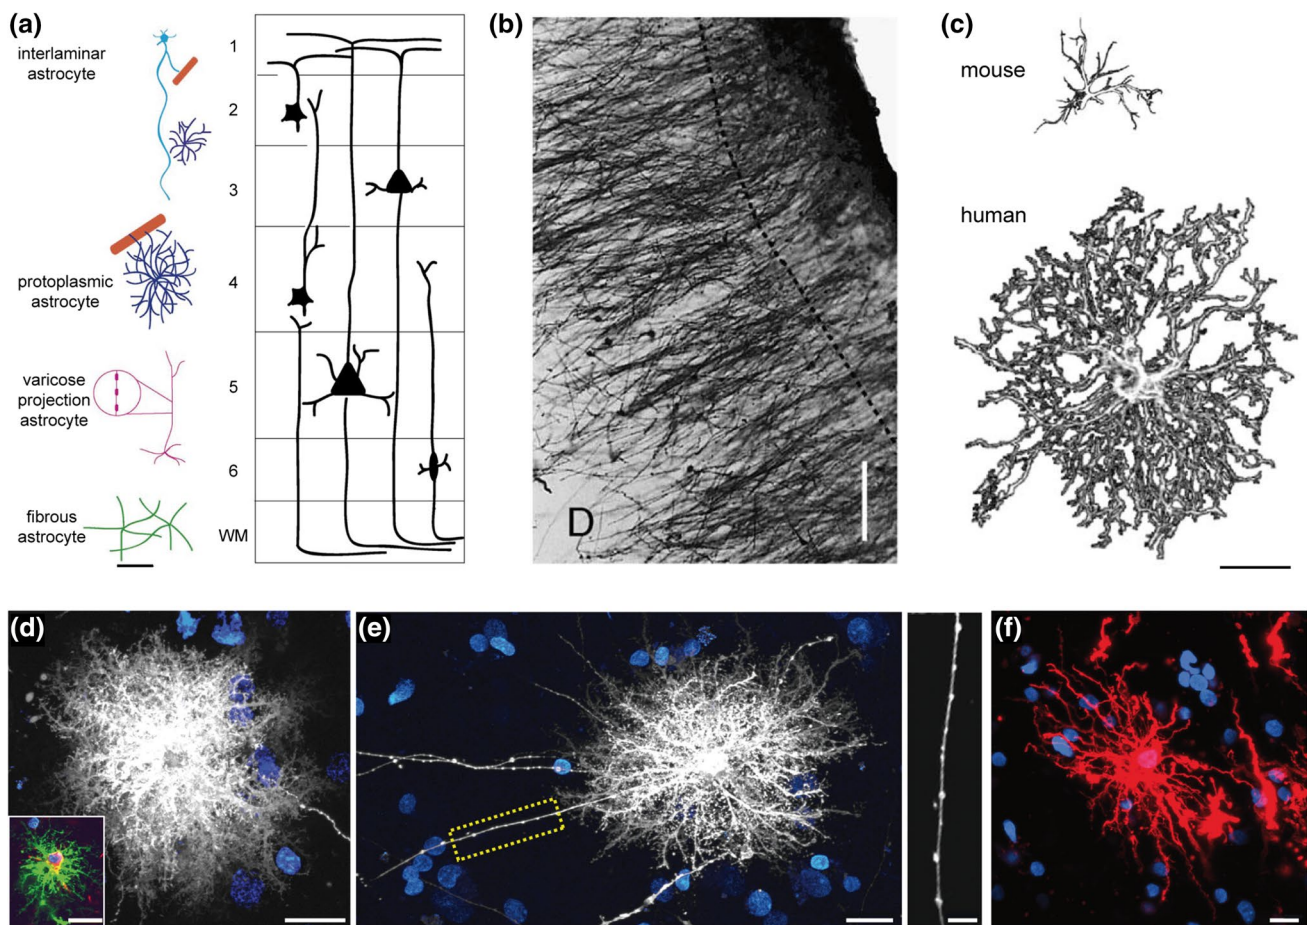 (a)
interlaminar
astrocyte
protoplasmic
astrocyte
varicose
projection
astrocyte
fibrous
astrocyte
1
2
3
4
5
6
WM
(b)
D
(c)
mouse
human
(d)
(e)
(f)